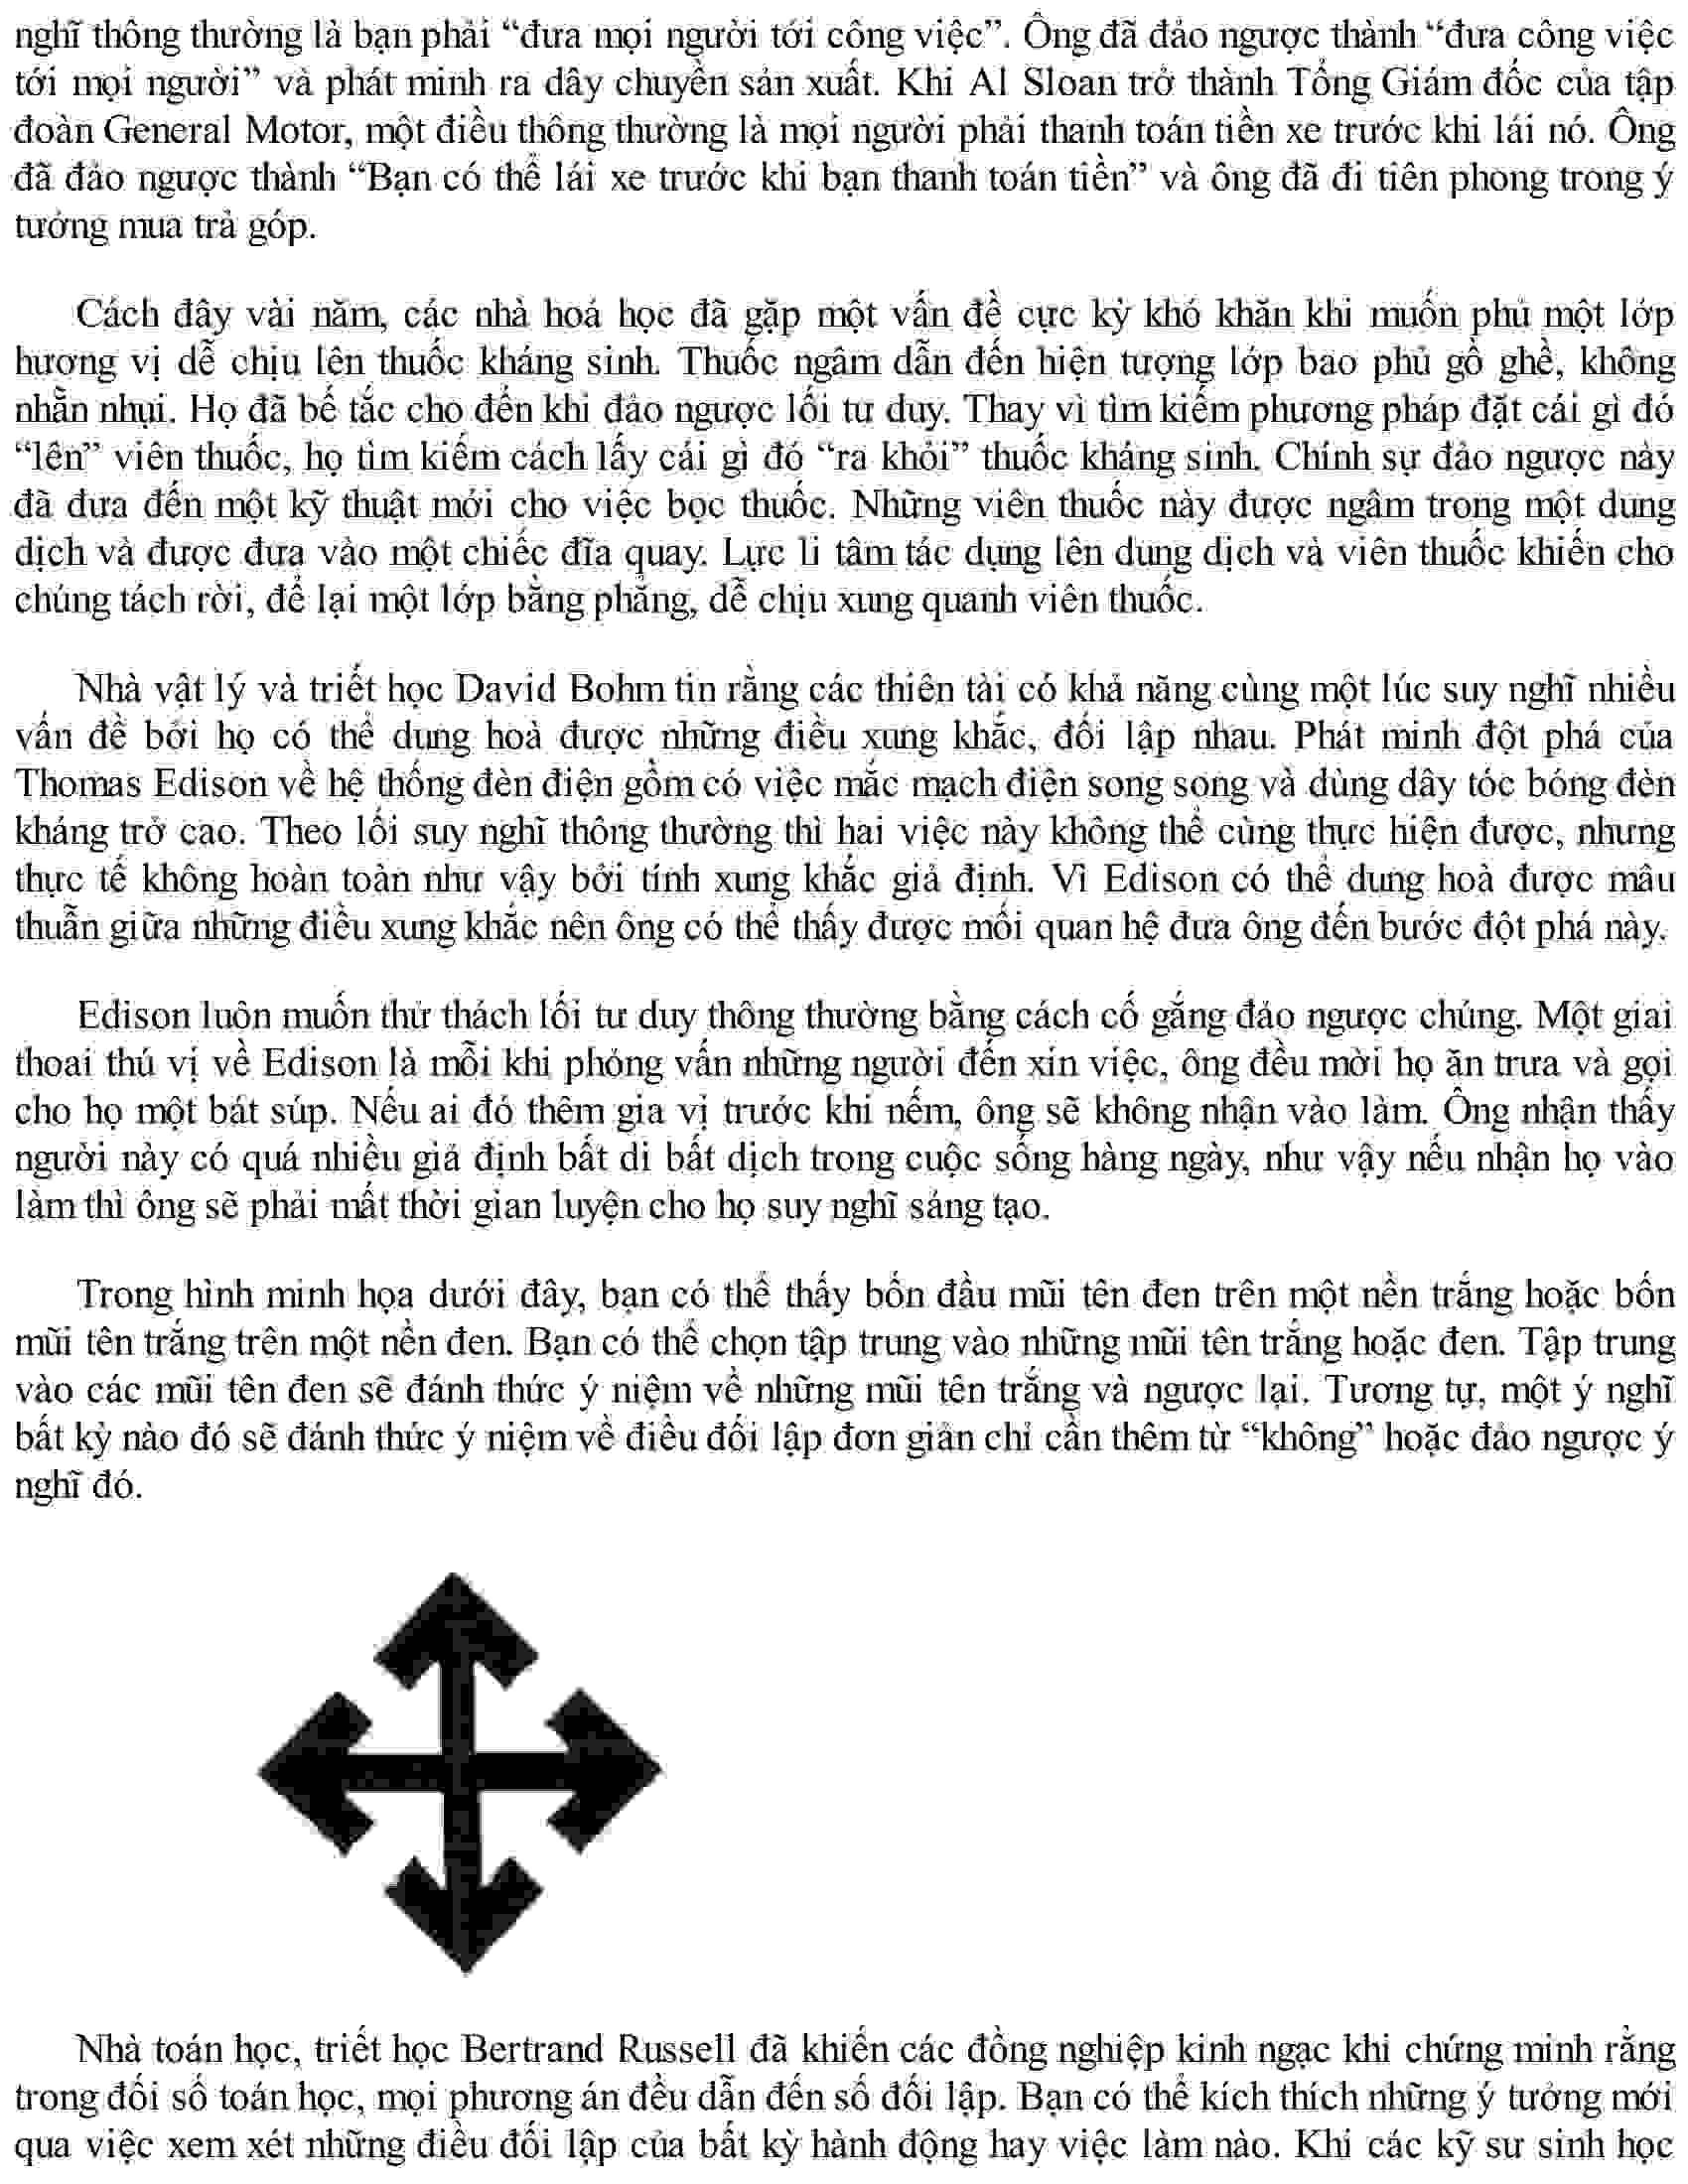 nghĩ thông thường là bạn phải “đưa mọi người tới công việc”. Ông đã đảo ngược thành “đưa công việc
tới mọi người” và phát minh ra dây chuyền sản xuất. Khi Al Sloan trở thành Tổng Giám đốc của tập
đoàn General Motor, một điều thông thường là mọi người phải thanh toán tiền xe trước khi lái nó. Ông
đã đảo ngược thành “Bạn có thể lái xe trước khi bạn thanh toán tiền” và ông đã đi tiên phong trong ý
tưởng mua trả góp.
Cách đây vài năm, các nhà hoá học đã gặp một vấn đề cực kỳ khó khăn khi muốn phủ một lớp
hương vị dễ chịu lên thuốc kháng sinh. Thuốc ngâm dẫn đến hiện tượng lớp bao phủ gồ ghề, không
nhẵn nhụi. Họ đã bế tắc cho đến khi đảo ngược lối tư duy. Thay vì tìm kiếm phương pháp đặt cái gì đó
“lên” viên thuốc, họ tìm kiếm cách lấy cái gì đó “ra khỏi” thuốc kháng sinh. Chính sự đảo ngược này
đã đưa đến một kỹ thuật mới cho việc bọc thuốc. Những viên thuốc này được ngâm trong một dung
dịch và được đưa vào một chiếc đĩa quay. Lực li tâm tác dụng lên dung dịch và viên thuốc khiến cho
chúng tách rời, để lại một lớp bằng phẳng, dễ chịu xung quanh viên thuốc.
Nhà vật lý và triết học David Bohm tin rằng các thiên tài có khả năng cùng một lúc suy nghĩ nhiều
vấn đề bởi họ có thể dung hoà được những điều xung khắc, đối lập nhau. Phát minh đột phá của
Thomas Edison về hệ thống đèn điện gồm có việc mắc mạch điện song song và dùng dây tóc bóng đèn
kháng trở cao. Theo lối suy nghĩ thông thường thì hai việc này không thể cùng thực hiện được, nhưng
thực tế không hoàn toàn như vậy bởi tính xung khắc giả định. Vì Edison có thể dung hoà được mâu
thuẫn giữa những điều xung khắc nên ông có thể thấy được mối quan hệ đưa ông đến bước đột phá này.
Edison luôn muốn thử thách lối tư duy thông thường bằng cách cố gắng đảo ngược chúng. Một giai
thoai thú vị về Edison là mỗi khi phỏng vấn những người đến xin việc, ông đều mời họ ăn trưa và gọi
cho họ một bát súp. Nếu ai đó thêm gia vị trước khi nếm, ông sẽ không nhận vào làm. Ông nhận thấy
người này có quá nhiều giả định bất di bất dịch trong cuộc sống hàng ngày, như vậy nếu nhận họ vào
làm thì ông sẽ phải mất thời gian luyện cho họ suy nghĩ sáng tạo.
Trong hình minh họa dưới đây, bạn có thể thấy bốn đầu mũi tên đen trên một nền trắng hoặc bốn
mũi tên trắng trên một nền đen. Bạn có thể chọn tập trung vào những mũi tên trắng hoặc đen. Tập trung
vào các mũi tên đen sẽ đánh thức ý niệm về những mũi tên trắng và ngược lại. Tương tự, một ý nghĩ
bất kỳ nào đó sẽ đánh thức ý niệm về điều đối lập đơn giản chỉ cần thêm từ “không” hoặc đảo ngược ý
nghĩ đó.
Nhà toán học, triết học Bertrand Russell đã khiến các đồng nghiệp kinh ngạc khi chứng minh rằng
trong đối số toán học, mọi phương án đều dẫn đến số đối lập. Bạn có thể kích thích những ý tưởng mới
qua việc xem xét những điều đối lập của bất kỳ hành động hay việc làm nào. Khi các kỹ sư sinh học